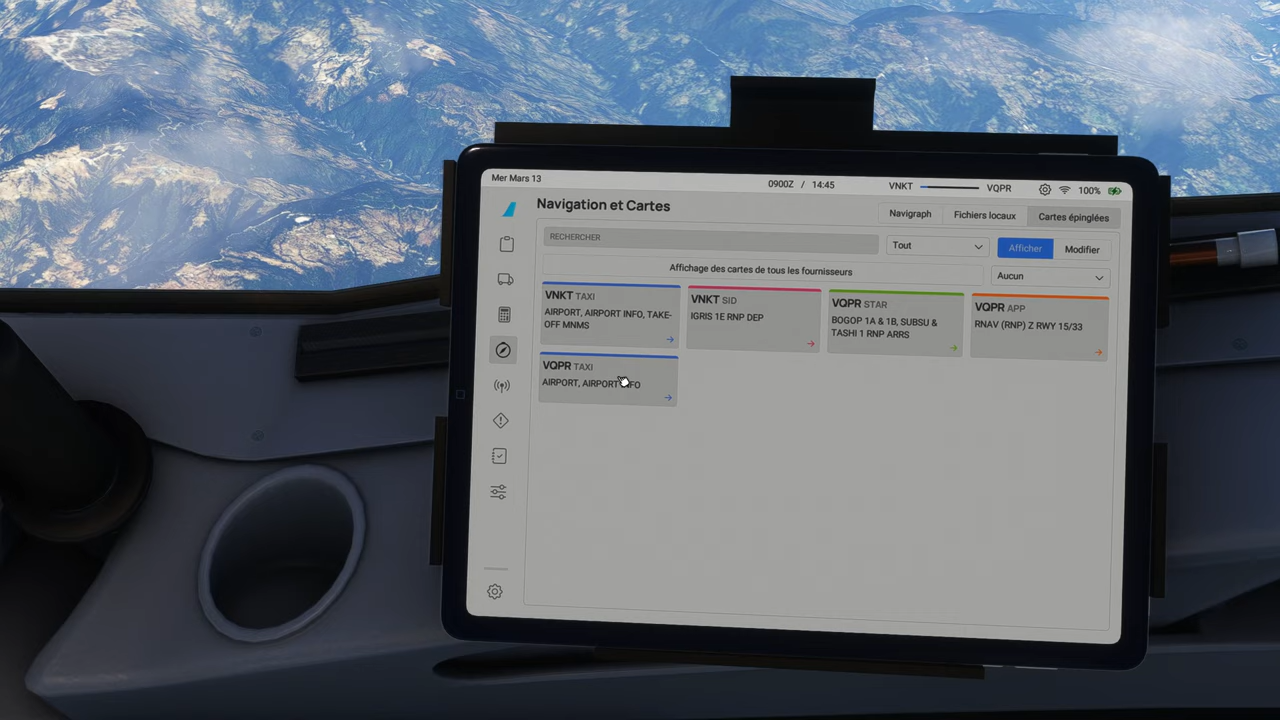 Mer Mars 13
0900Z / 14:45
VNKT
VQPR
100%
Navigation et Cartes
Navigraph
Fichiers locaux
Cartes épinglées
RECHERCHER
Tout
Afficher
Modifier
Affichage des cartes de tous les fournisseurs
Aucun
VNKT TAXI
AIRPORT, AIRPORT INFO, TAKE-
OFF MNMS
VNKT SID
IGRIS 1E RNP DEP
VQPR STAR
BOGOP 1A & 1B, SUBSU &
TASHI 1 RNP ARRS
VQPR APP
RNAV (RNP) Z RWY 15/33
VQPR TAXI
AIRPORT, AIRPORT